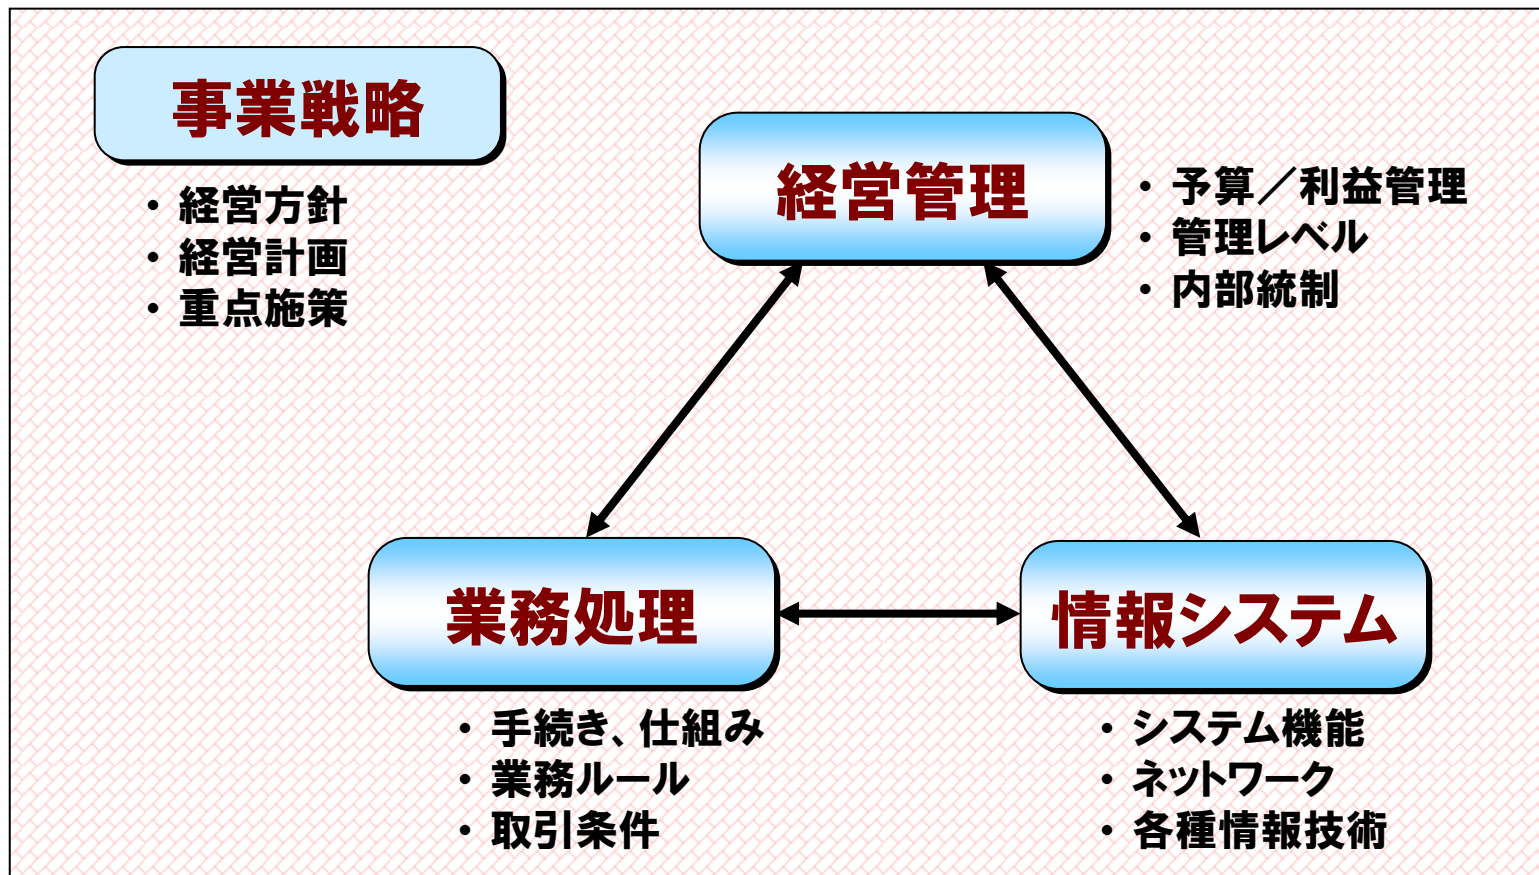 事業戦略
・ 経営方針
・ 経営計画
・ 重点施策
経営管理
・ 予算／利益管理
・ 管理レベル
・ 内部統制
業務処理
・ 手続き、仕組み
・ 業務ルール
・ 取引条件
情報システム
・ システム機能
・ ネットワーク
・ 各種情報技術